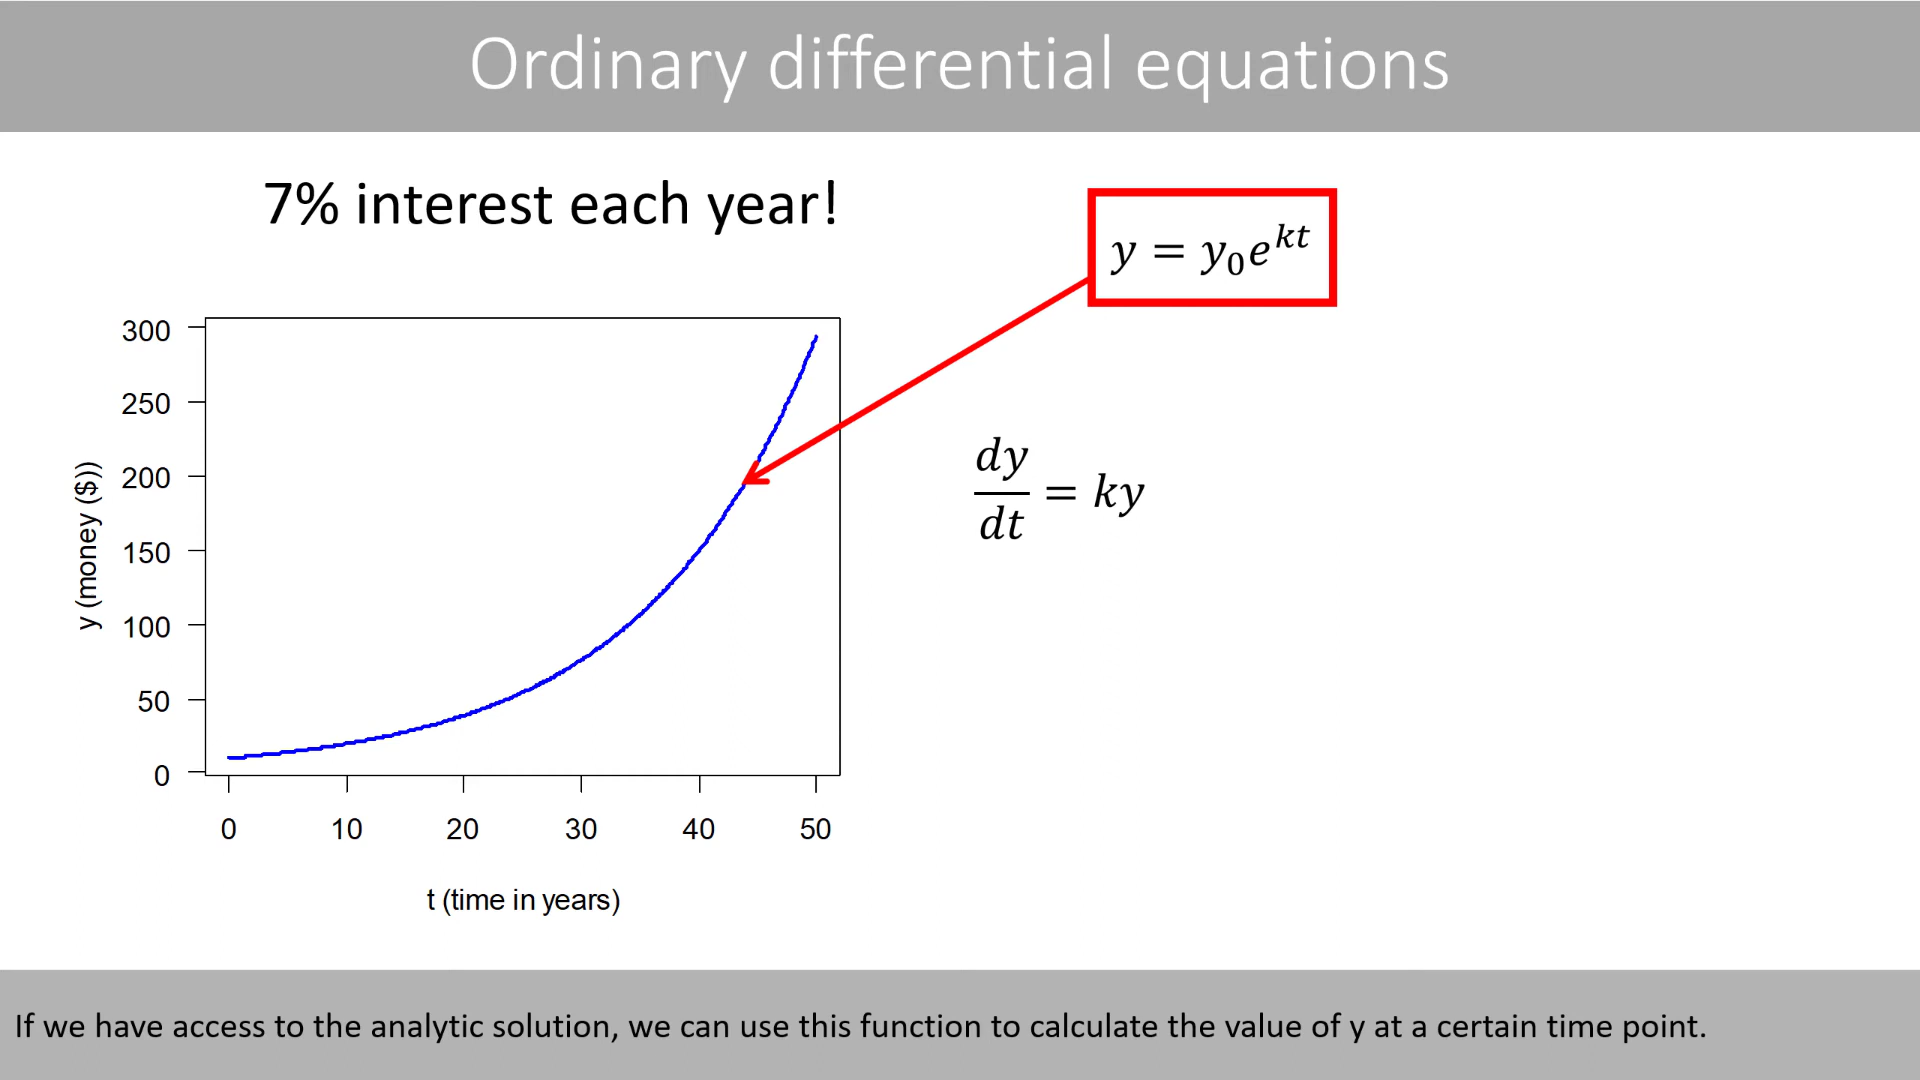 Ordinary differential equations
7% interest each year!
y = y₀e^{kt}
300
250
200
150
100
50
0
y (money ($))
0 10 20 30 40 50
t (time in years)
dy/dt = ky
If we have access to the analytic solution, we can use this function to calculate the value of y at a certain time point.